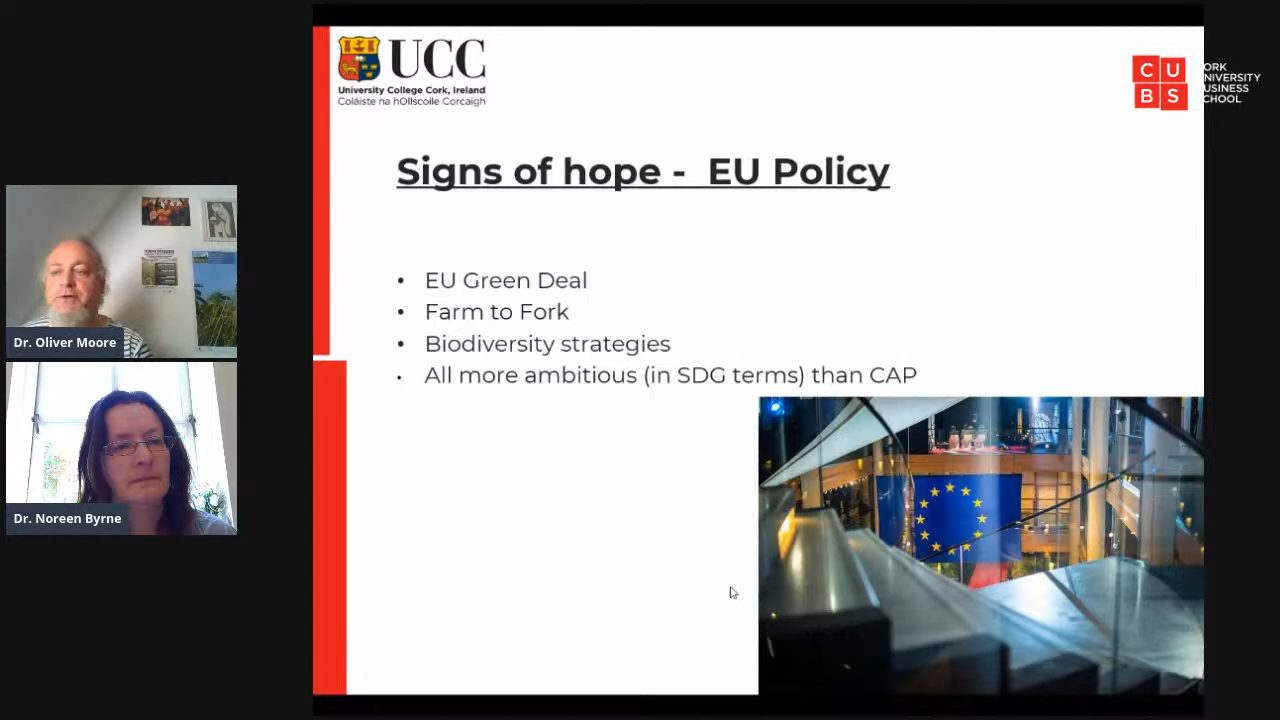 UCC
University College Cork, Ireland
Coláiste na hOllscoile Corcaigh
C U
B S
ORK
NIVERSITY
USINESS
CHOOL
Signs of hope - EU Policy
• EU Green Deal
• Farm to Fork
• Biodiversity strategies
• All more ambitious (in SDG terms) than CAP
Dr. Oliver Moore
Dr. Noreen Byrne